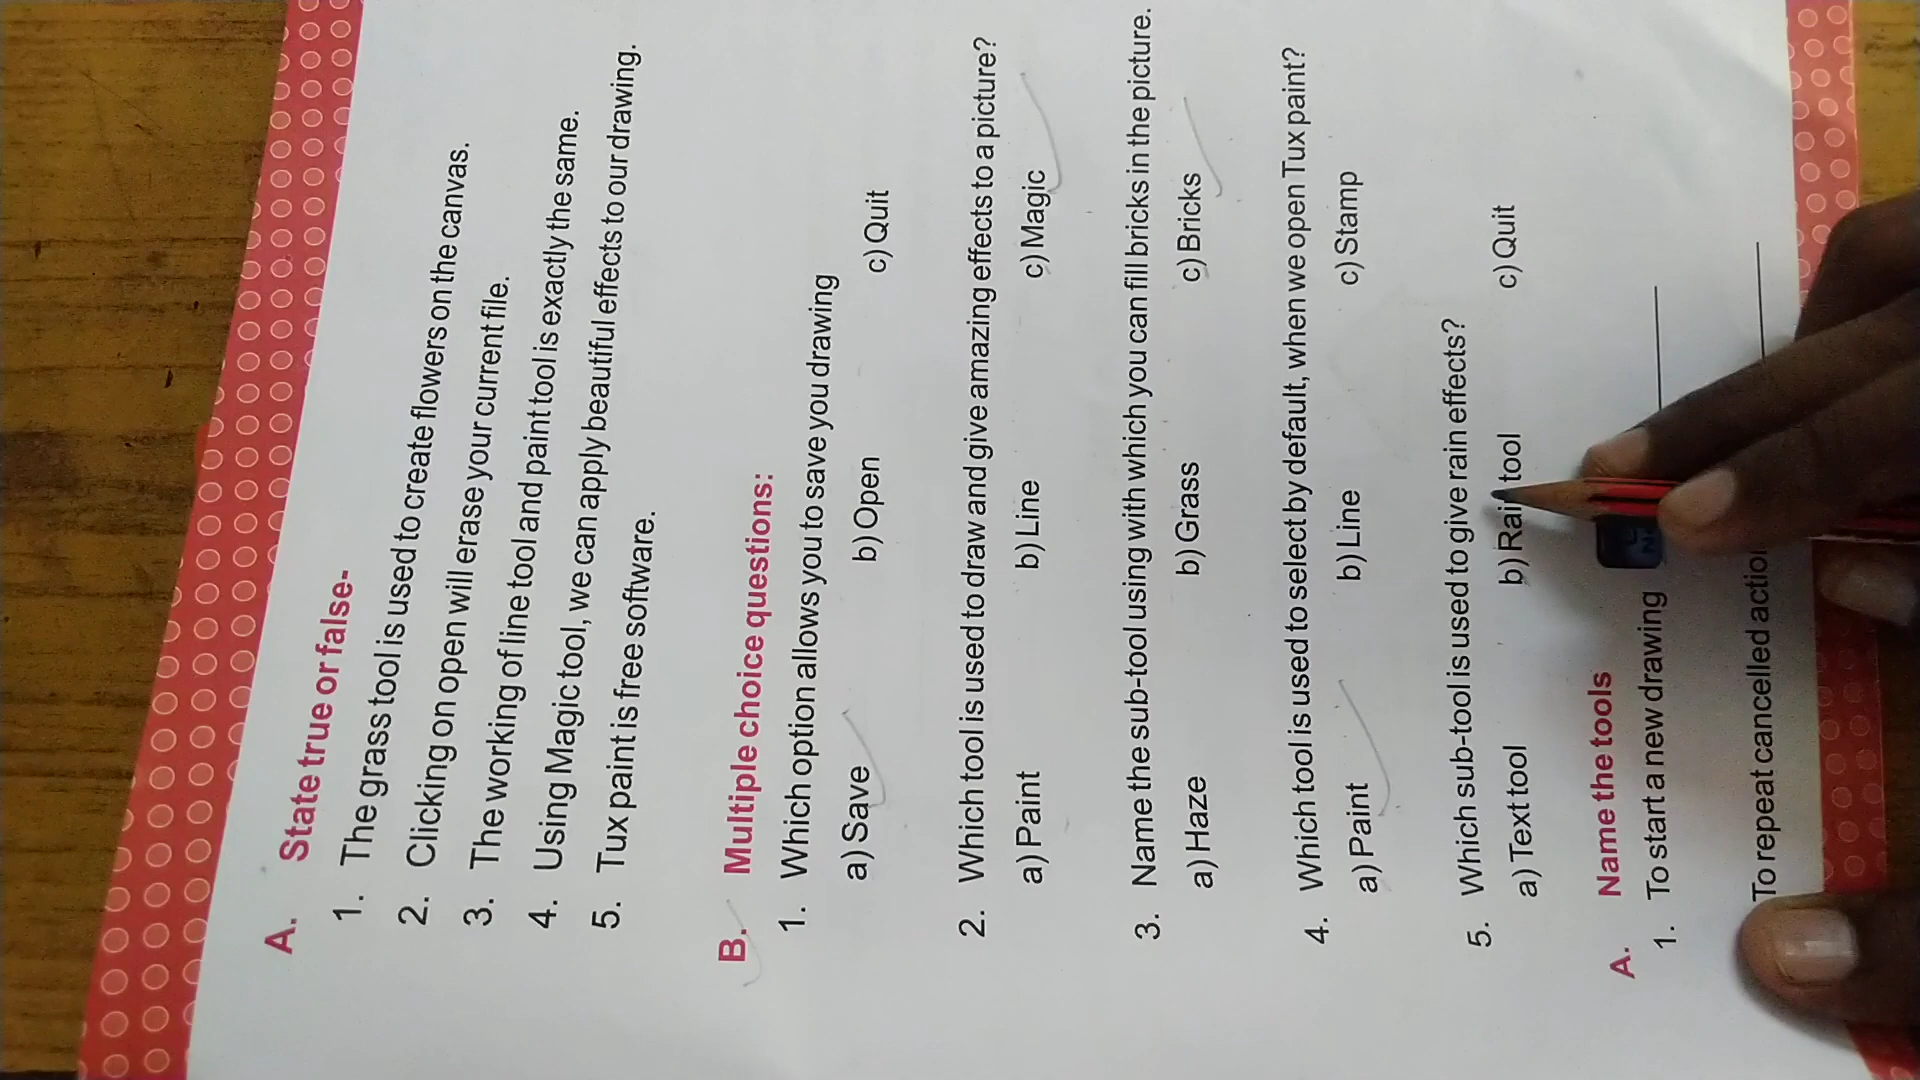 A. State true or false-
1. The grass tool is used to create flowers on the canvas.
2. Clicking on open will erase your current file.
3. The working of line tool and paint tool is exactly the same.
4. Using Magic tool, we can apply beautiful effects to our drawing.
5. Tux paint is free software.
B. Multiple choice questions:
1. Which option allows you to save you drawing
a) Save b) Open c) Quit
2. Which tool is used to draw and give amazing effects to a picture?
a) Paint b) Line c) Magic
3. Name the sub-tool using with which you can fill bricks in the picture.
a) Haze b) Grass c) Bricks
4. Which tool is used to select by default, when we open Tux paint?
a) Paint b) Line c) Stamp
5. Which sub-tool is used to give rain effects?
a) Text tool b) tool c) Quit
A. Name the tools
1. To start a new drawing
To repeat cancelled